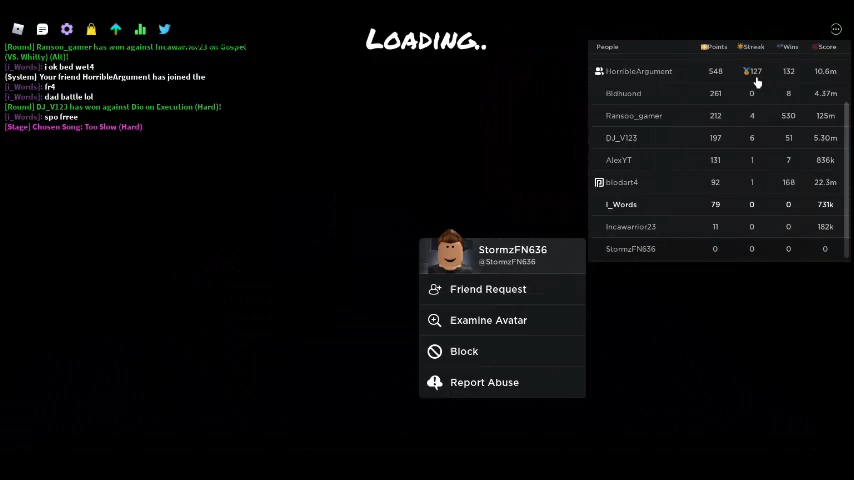 Loading..
[Round] Ransoo_gamer has won against Incawarrior23 on Gospel
(VS. Whitty) (Alt)!
[i_Words]: i ok bed wet4
{System} Your friend HorribleArgument has joined the
[i_Words]: fr4
[i_Words]: dad battle lol
[Round] DJ_V123 has won against Dio on Execution (Hard)!
[i_Words]: spo frree
[Stage] Chosen Song: Too Slow (Hard)
People Points Streak Wins Score
HorribleArgument 548 127 132 10.6m
Bldhuond 261 0 8 4.37m
Ransoo_gamer 212 4 530 125m
DJ_V123 197 6 51 5.30m
AlexYT 131 1 7 836k
blodart4 92 1 168 22.3m
i_Words 79 0 0 731k
Incawarrior23 11 0 0 182k
StormzFN636 0 0 0 0
StormzFN636
@StormzFN636
Friend Request
Examine Avatar
Block
Report Abuse